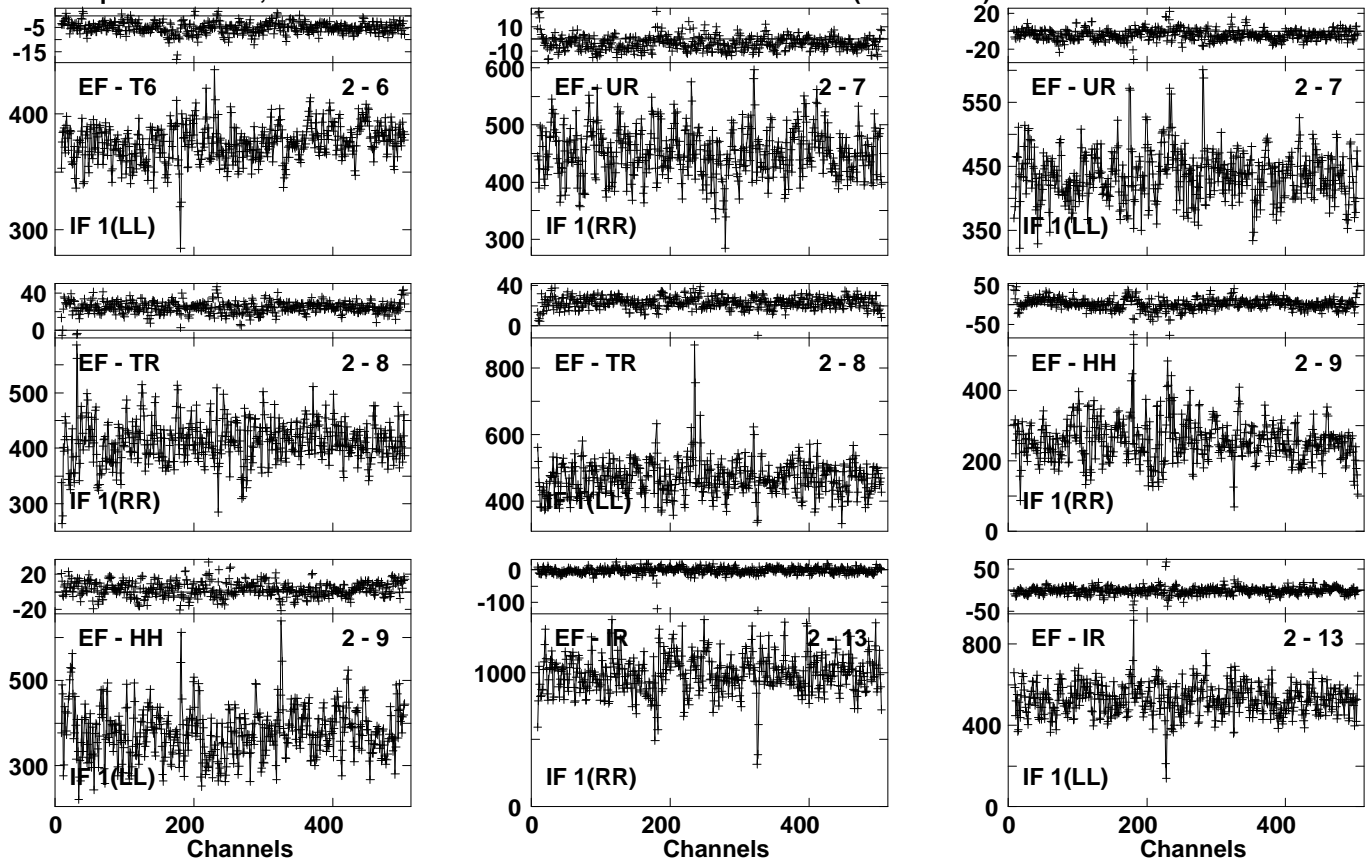 -5
-15
EF - T6 2 - 6
400
300
IF 1(LL)
10
-10
600
EF - UR 2 - 7
500
400
300
IF 1(RR)
20
-20
EF - UR 2 - 7
550
450
350
IF 1(LL)
40
0
EF - TR 2 - 8
500
400
300
IF 1(RR)
40
0
EF - TR 2 - 8
800
600
400
IF 1(LL)
50
-50
EF - HH 2 - 9
400
200
0
IF 1(RR)
20
-20
EF - HH 2 - 9
500
300
IF 1(LL)
0 200 400
Channels
0
-100
EF - IR 2 - 13
1000
IF 1(RR)
0
0 200 400
Channels
50
-50
EF - IR 2 - 13
800
400
IF 1(LL)
0
0 200 400
Channels